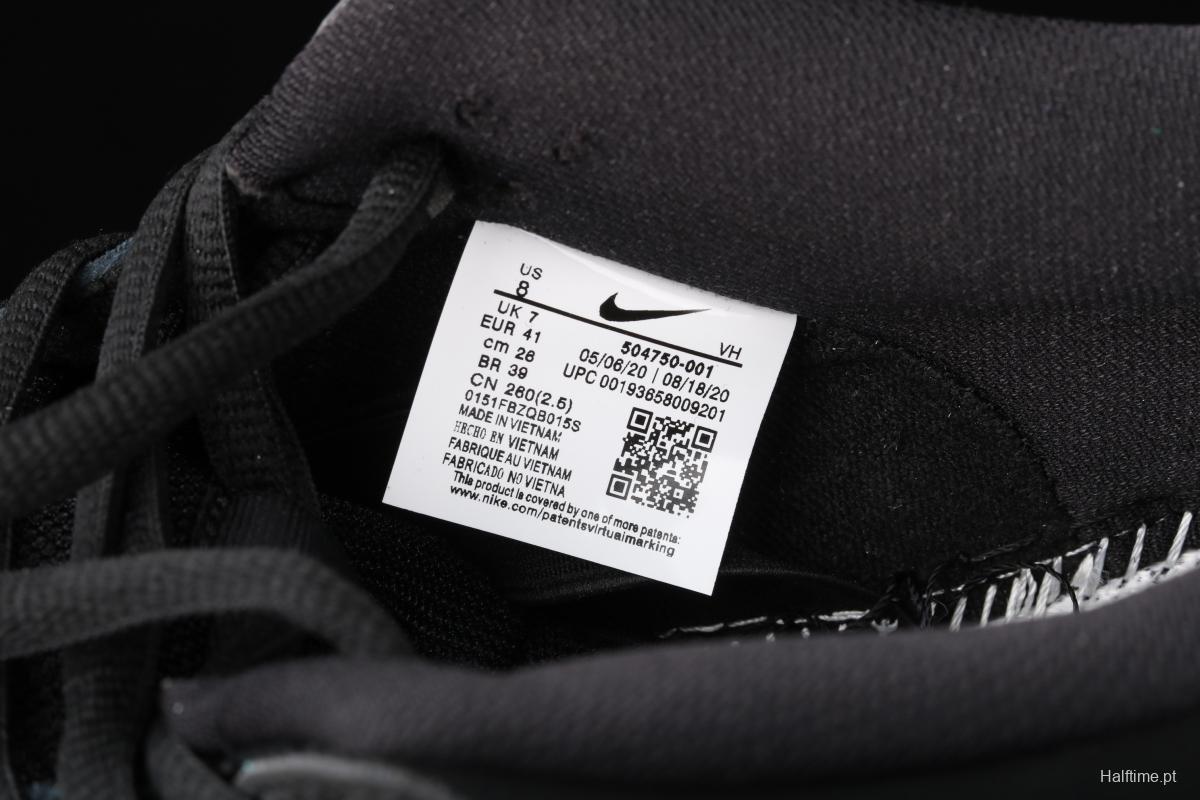 US
8
VH
UK 7
EUR 41
cm 26
BR 39
CN 260(2.5)
504750-001
05/06/20 | 08/18/20
UPC 00193658009201
0151FBZQB015S
MADE IN VIETNAM
HECHO EN VIETNAM
FABRIQUE AU VIETNAM
FABRICADO NO VIETNA
This product is covered by one of more patents:
www.nike.com/patentsvirtualmarking
Halftime.pt